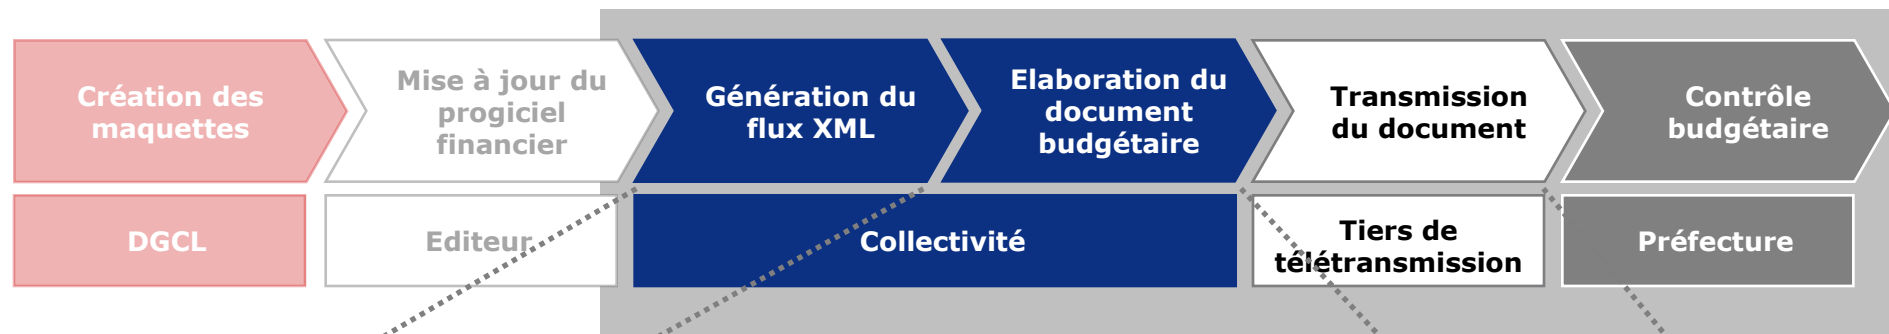 Création des
maquettes
Mise à jour du
progiciel
financier
Génération du
flux XML
Elaboration du
document
budgétaire
Transmission
du document
Contrôle
budgétaire
DGCL
Editeur
Collectivité
Tiers de
télétransmission
Préfecture